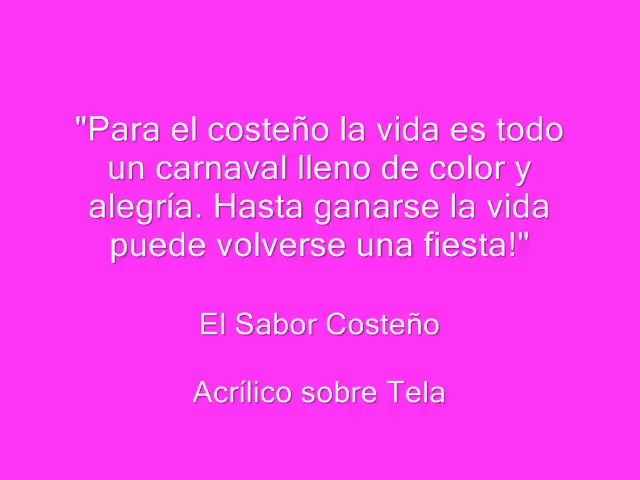 "Para el costeño la vida es todo
un carnaval lleno de color y
alegría. Hasta ganarse la vida
puede volverse una fiesta!"
El Sabor Costeño
Acrílico sobre Tela